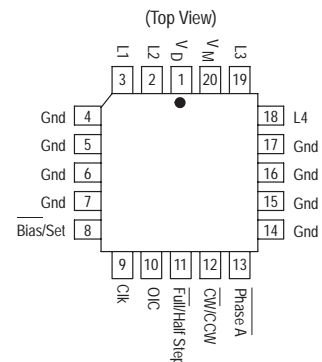 (Top View)
L1
L2
VD
VM
L3
3
2
1
20
19
Gnd 4
Gnd 5
Gnd 6
Gnd 7
Bias/Set 8
18 L4
17 Gnd
16 Gnd
15 Gnd
14 Gnd
9
10
11
12
13
Clk
OIC
Full/Half Step
CW/CCW
Phase A